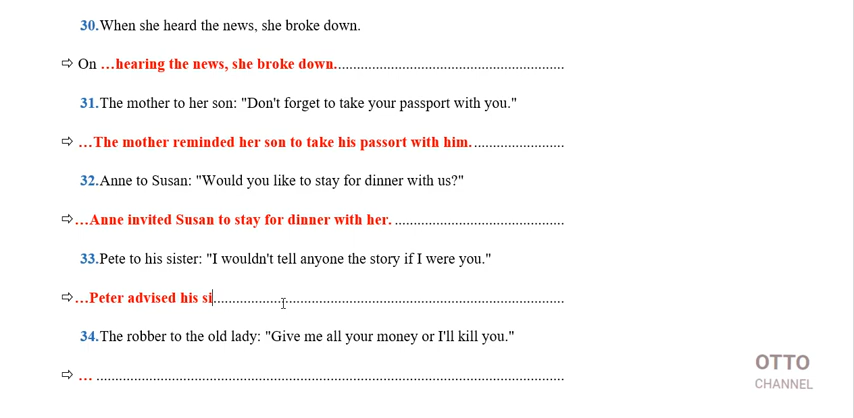 30.When she heard the news, she broke down.
⇨ On …hearing the news, she broke down.............................................................
31.The mother to her son: "Don't forget to take your passport with you."
⇨ …The mother reminded her son to take his passort with him. ........................
32.Anne to Susan: "Would you like to stay for dinner with us?"
⇨…Anne invited Susan to stay for dinner with her. ............................................
33.Pete to his sister: "I wouldn't tell anyone the story if I were you."
⇨…Peter advised his si............................................................................................
34.The robber to the old lady: "Give me all your money or I'll kill you."
⇨ … .........................................................................................................................
OTTO
CHANNEL